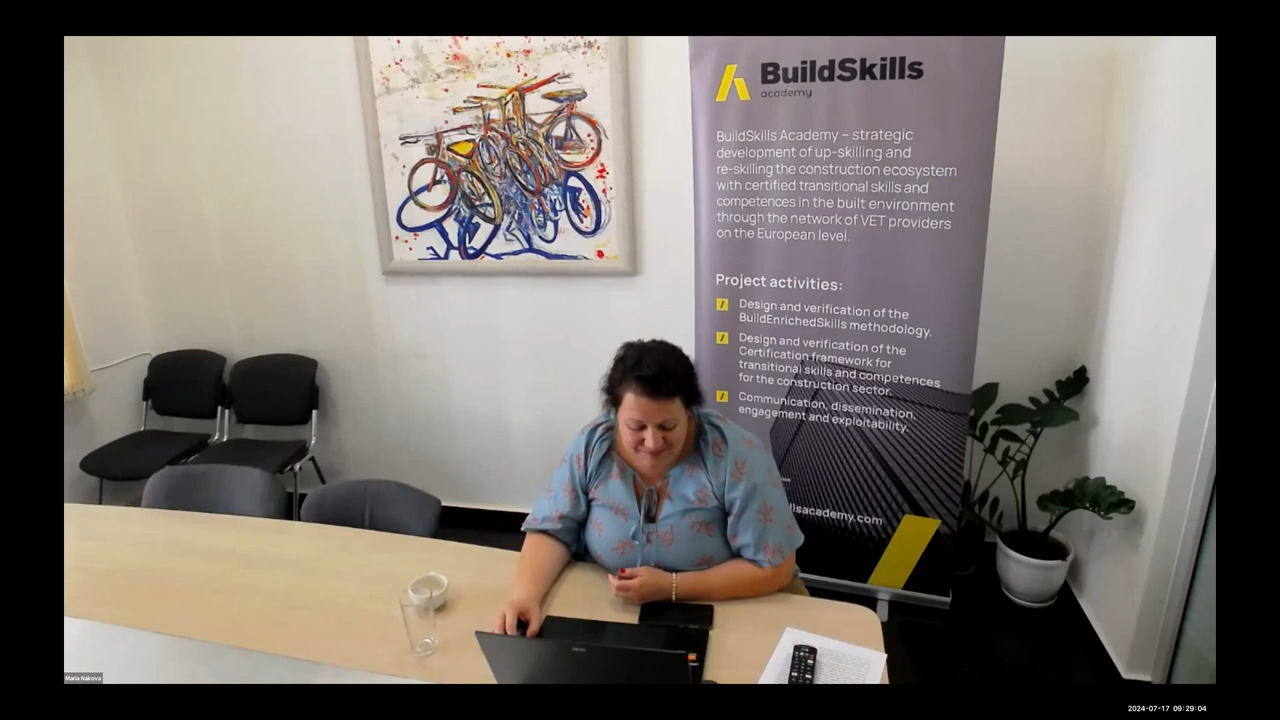 BuildSkills
academy
BuildSkills Academy – strategic
development of up-skilling and
re-skilling the construction ecosystem
with certified transitional skills and
competences in the built environment
through the network of VET providers
on the European level.
Project activities:
Design and verification of the
BuildEnrichedSkills methodology.
Design and verification of the
Certification framework for
transitional skills and competences
for the construction sector.
Communication, dissemination,
engagement and exploitability.
llsacademy.com
Maria Nakova
2024-07-17 09:29:04